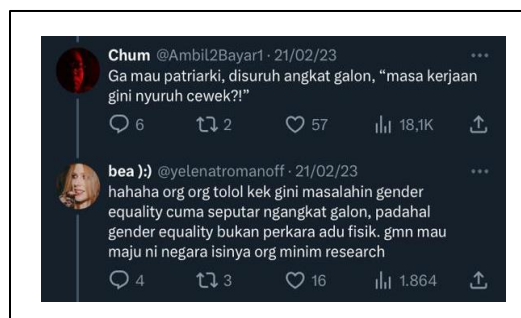 Chum @Ambil2Bayar1 · 21/02/23
Ga mau patriarki, disuruh angkat galon, “masa kerjaan
gini nyuruh cewek?!”
6 2 57 18,1K
bea ):) @yelenatromanoff · 21/02/23
hahaha org org tolol kek gini masalahin gender
equality cuma seputar ngangkat galon, padahal
gender equality bukan perkara adu fisik. gmn mau
maju ni negara isinya org minim research
4 3 16 1.864